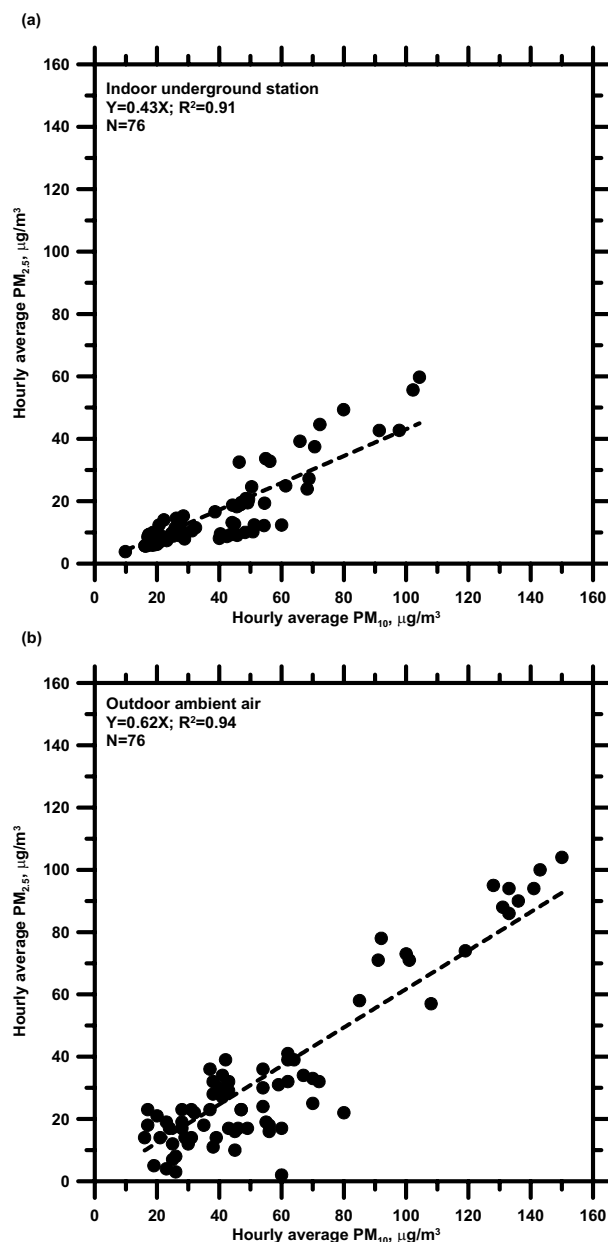 (a)
160
Indoor underground station
Y=0.43X; R²=0.91
N=76
140
120
100
80
60
40
20
0
Hourly average PM₂.₅, μg/m³
0 20 40 60 80 100 120 140 160
Hourly average PM₁₀, μg/m³
(b)
160
Outdoor ambient air
Y=0.62X; R²=0.94
N=76
140
120
100
80
60
40
20
0
Hourly average PM₂.₅, μg/m³
0 20 40 60 80 100 120 140 160
Hourly average PM₁₀, μg/m³